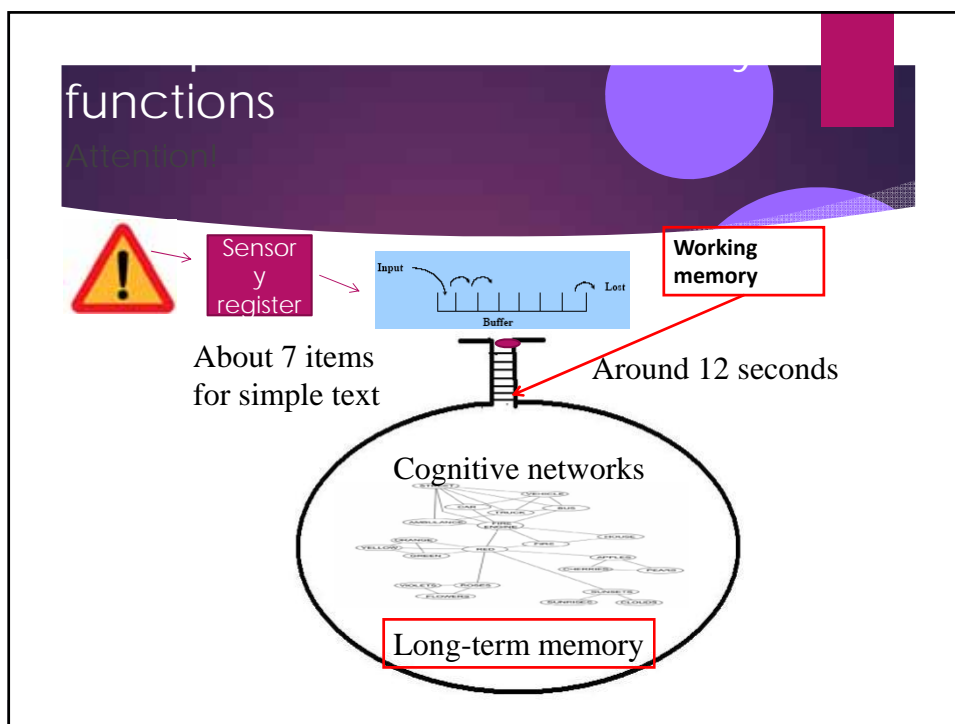 functions
Attention!
Sensor
y
register
Input
Lost
Buffer
Working
memory
About 7 items
for simple text
Around 12 seconds
Cognitive networks
STREET
VEHICLE
CAR
TRUCK
BUS
AMBULANCE
FIRE
ENGINE
HOUSE
ORANGE
FIRE
YELLOW
RED
GREEN
APPLES
CHERRIES
PEARS
VIOLETS
ROSES
FLOWERS
SUNSETS
SUNRISES
CLOUDS
Long-term memory